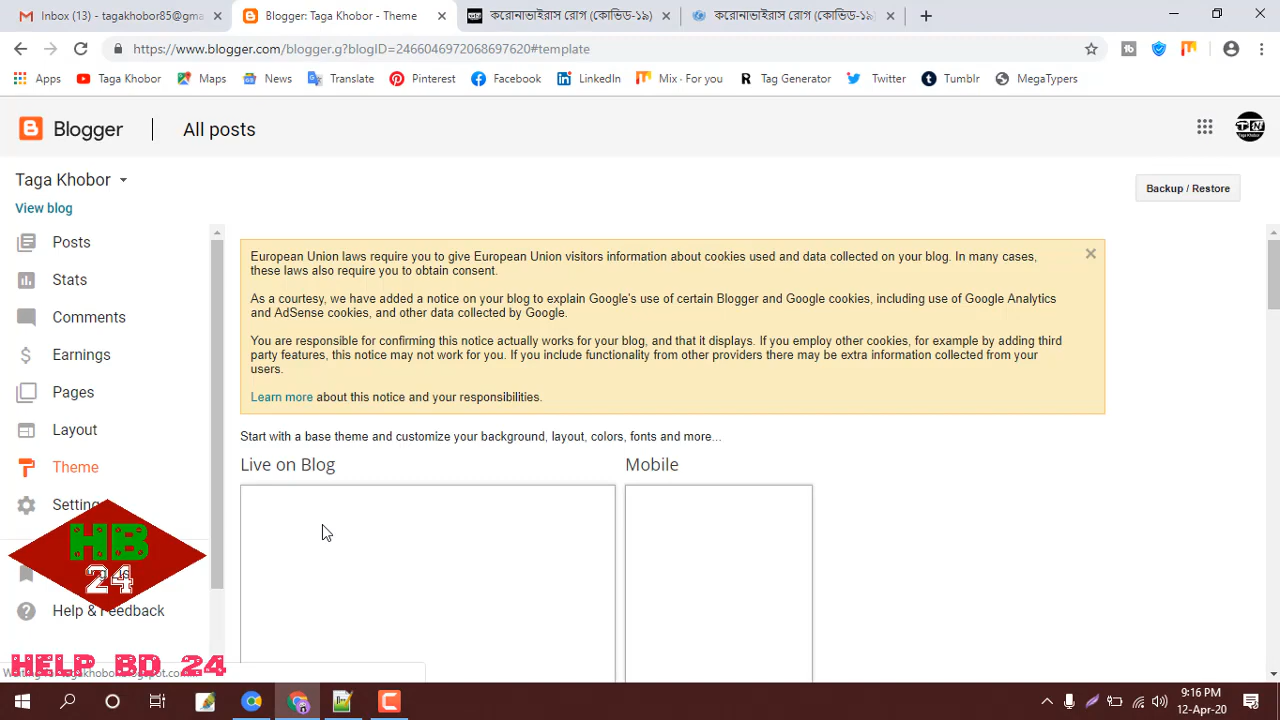 Inbox (13) - tagakhobor85@gma
Blogger: Taga Khobor - Theme
করোনাভাইরাস রোগ (কোভিড-১৯)
করোনাভাইরাস রোগ (কোভিড-১৯)
https://www.blogger.com/blogger.g?blogID=2466046972068697620#template
Apps
Taga Khobor
Maps
News
Translate
Pinterest
Facebook
LinkedIn
Mix - For you
Tag Generator
Twitter
Tumblr
MegaTypers
Blogger
All posts
Taga Khobor
Backup / Restore
View blog
Posts
Stats
Comments
Earnings
Pages
Layout
Theme
Setting
Help & Feedback
European Union laws require you to give European Union visitors information about cookies used and data collected on your blog. In many cases,
these laws also require you to obtain consent.
As a courtesy, we have added a notice on your blog to explain Google's use of certain Blogger and Google cookies, including use of Google Analytics
and AdSense cookies, and other data collected by Google.
You are responsible for confirming this notice actually works for your blog, and that it displays. If you employ other cookies, for example by adding third
party features, this notice may not work for you. If you include functionality from other providers there may be extra information collected from your
users.
Learn more about this notice and your responsibilities.
Start with a base theme and customize your background, layout, colors, fonts and more...
Live on Blog
Mobile
HB
24
HELP BD 24
9:16 PM
12-Apr-20